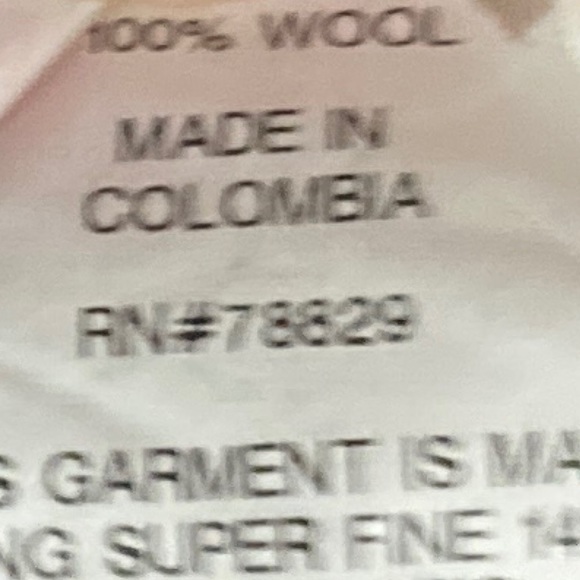 100% WOOL
MADE IN
COLOMBIA
RN#78829
GARMENT IS
SUPER FINE